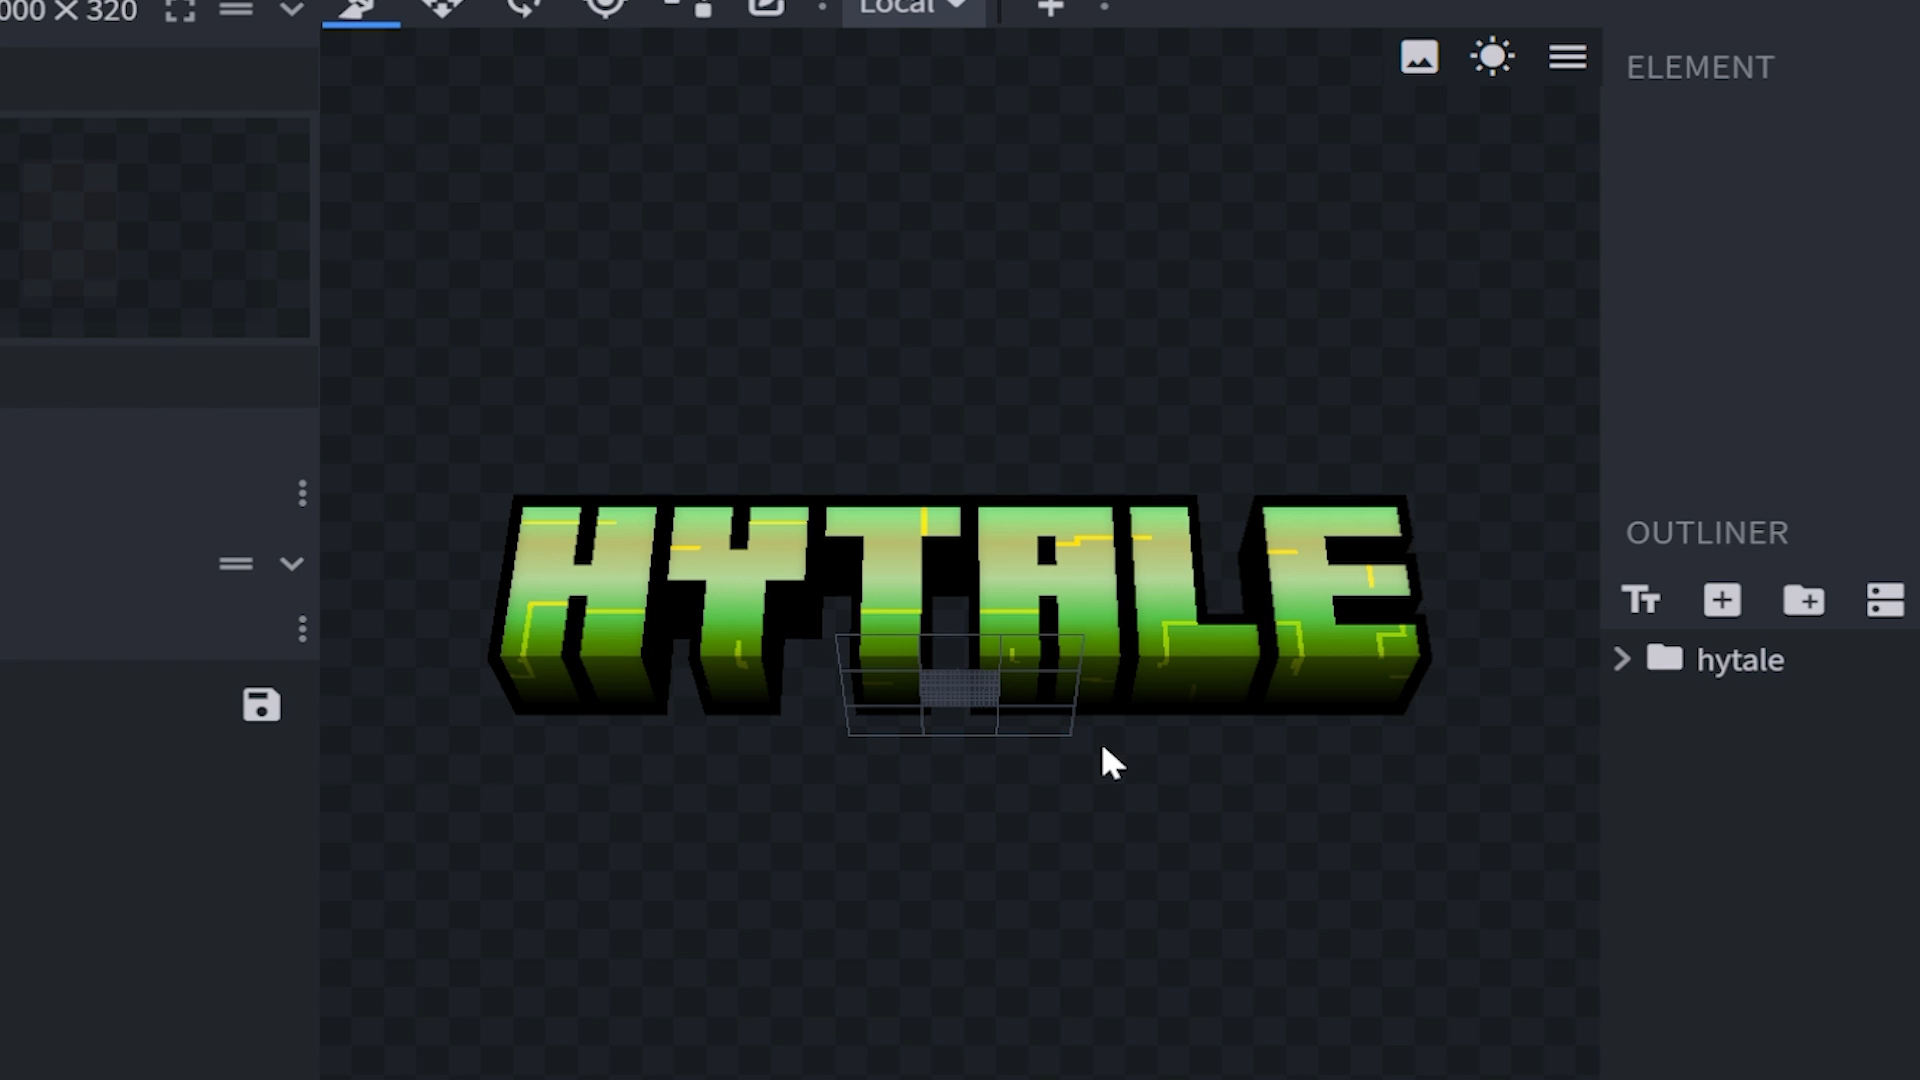 000 × 320
Local
ELEMENT
HYTALE
OUTLINER
hytale